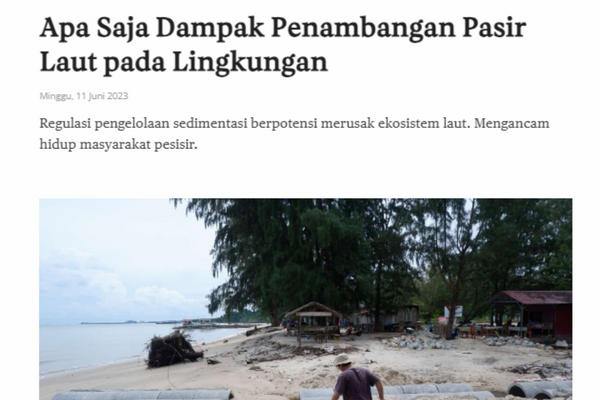 Apa Saja Dampak Penambangan Pasir
Laut pada Lingkungan
Minggu, 11 Juni 2023
Regulasi pengelolaan sedimentasi berpotensi merusak ekosistem laut. Mengancam
hidup masyarakat pesisir.